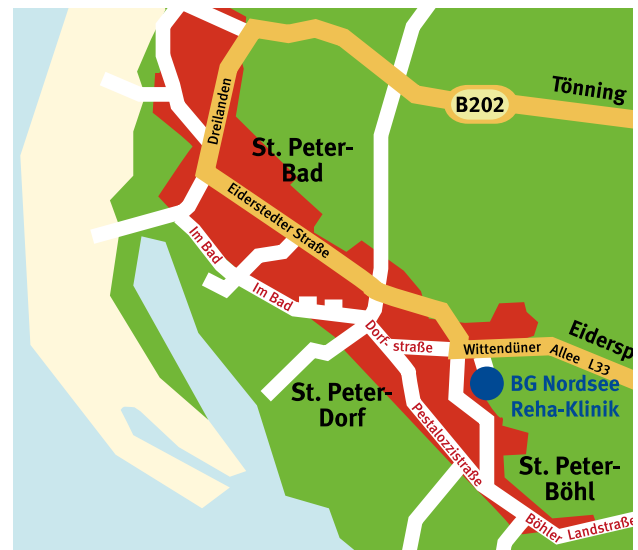 Tönning
B202
Dreilanden
St. Peter-
Bad
Eiderstedter Straße
Im Bad
Im Bad
Dorf- straße
Wittendüner Allee L33
Eidersp
BG Nordsee
Reha-Klinik
St. Peter-
Dorf
Pestalozzistraße
St. Peter-
Böhl
Böhler Landstraße